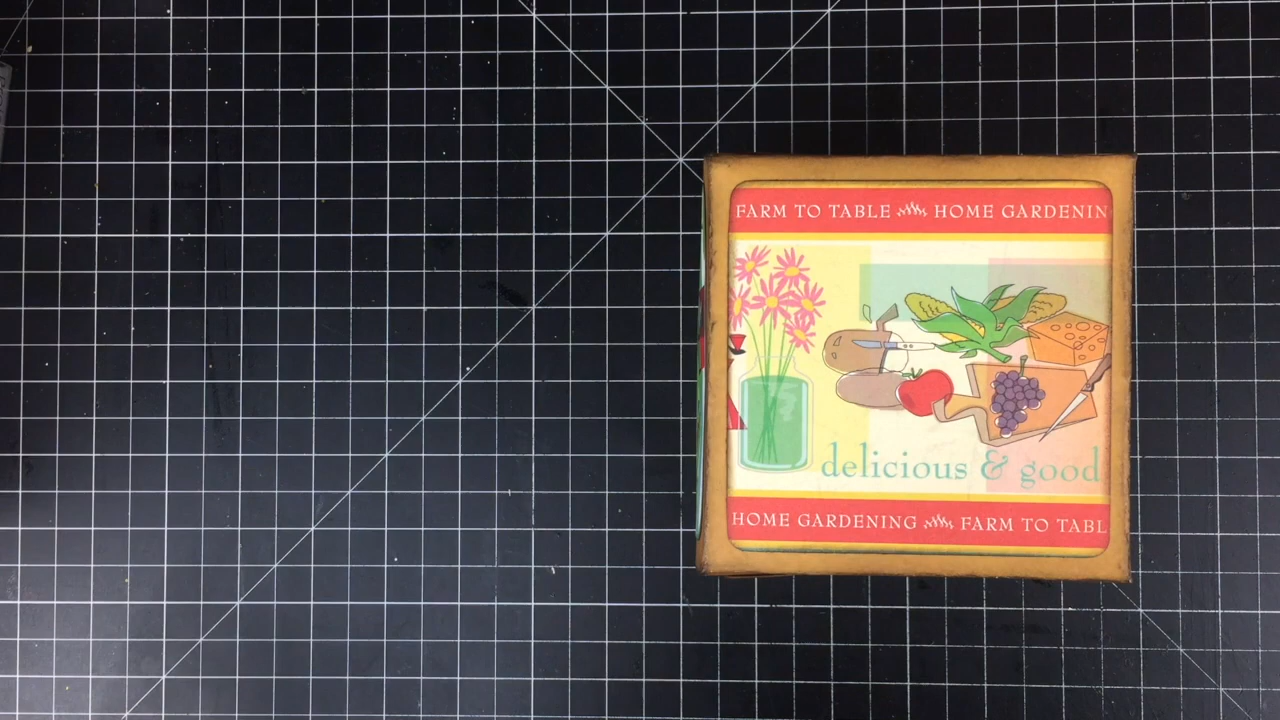 FARM TO TABLE HOME GARDENIN
delicious & good
HOME GARDENING FARM TO TABL